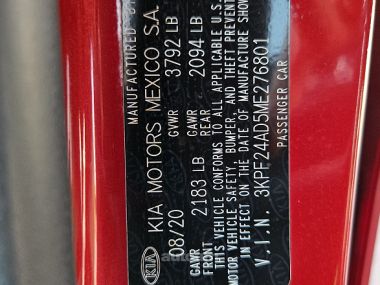 MANUFACTURED
KIA KIA MOTORS MEXICO S.A.
08/20 GVWR 3792 LB
GAWR FRONT 2183 LB GAWR REAR 2094 LB
THIS VEHICLE CONFORMS TO ALL APPLICABLE U.S.
MOTOR VEHICLE SAFETY, BUMPER, AND THEFT PREVENT
IN EFFECT ON THE DATE OF MANUFACTURE SHOW
V.I.N. 3KPF24AD5ME276801
PASSENGER CAR